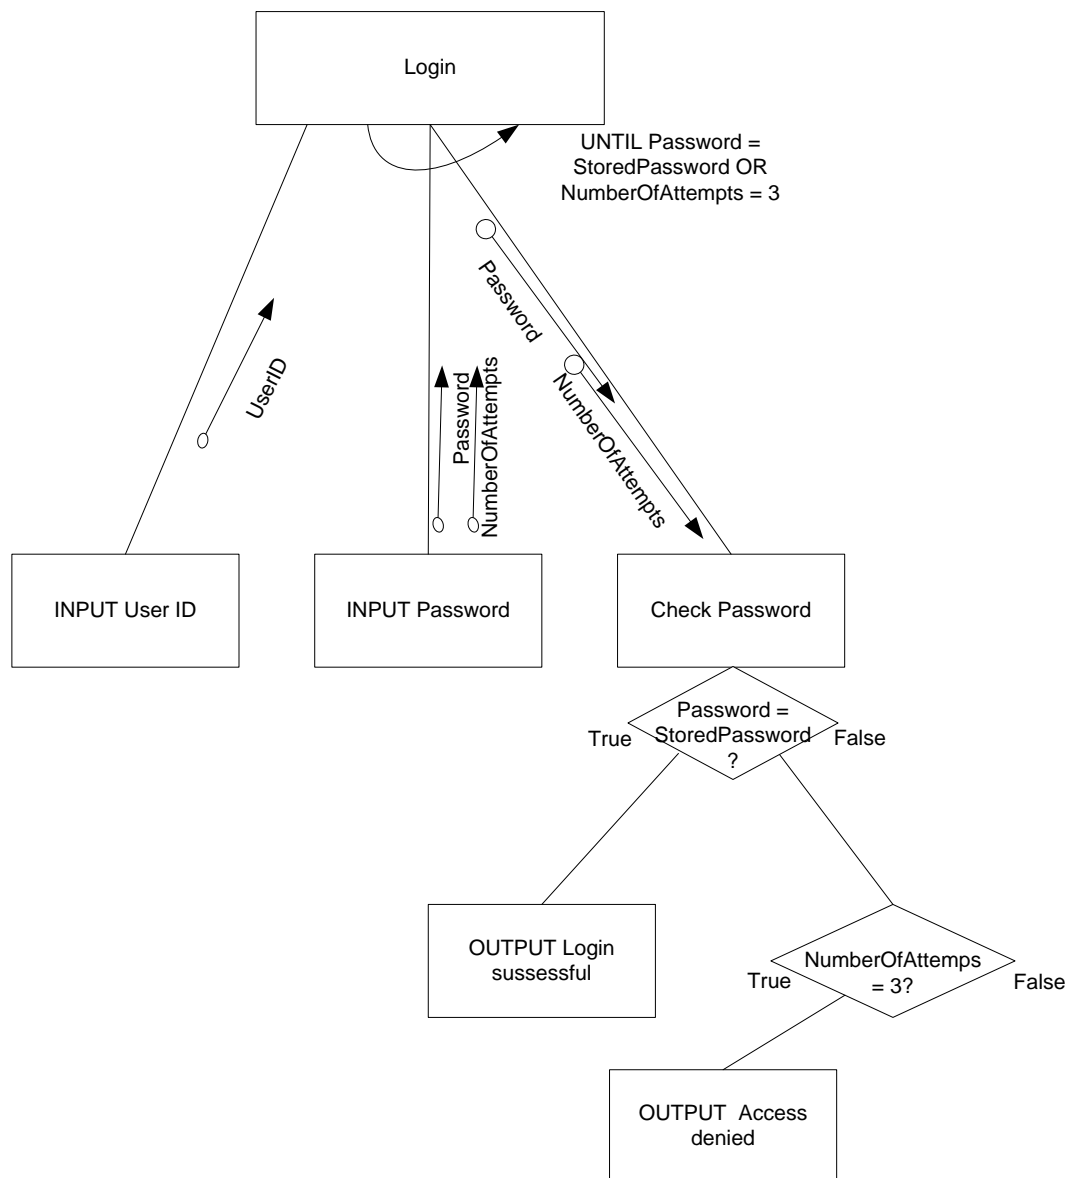 Login
UNTIL Password =
StoredPassword OR
NumberOfAttempts = 3
UserID
Password
NumberOfAttempts
Password
NumberOfAttempts
INPUT User ID
INPUT Password
Check Password
Password =
StoredPassword
?
True
False
OUTPUT Login
sussessful
NumberOfAttemps
= 3?
True
False
OUTPUT Access
denied